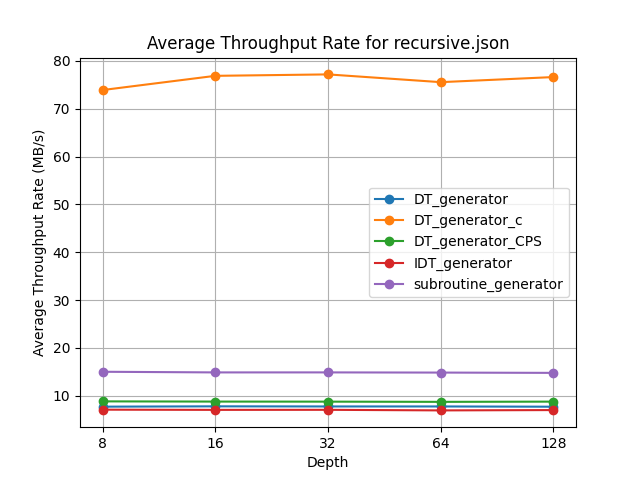 Average Throughput Rate for recursive.json
Average Throughput Rate (MB/s)
80
70
60
50
40
30
20
10
DT_generator
DT_generator_c
DT_generator_CPS
IDT_generator
subroutine_generator
8 16 32 64 128
Depth